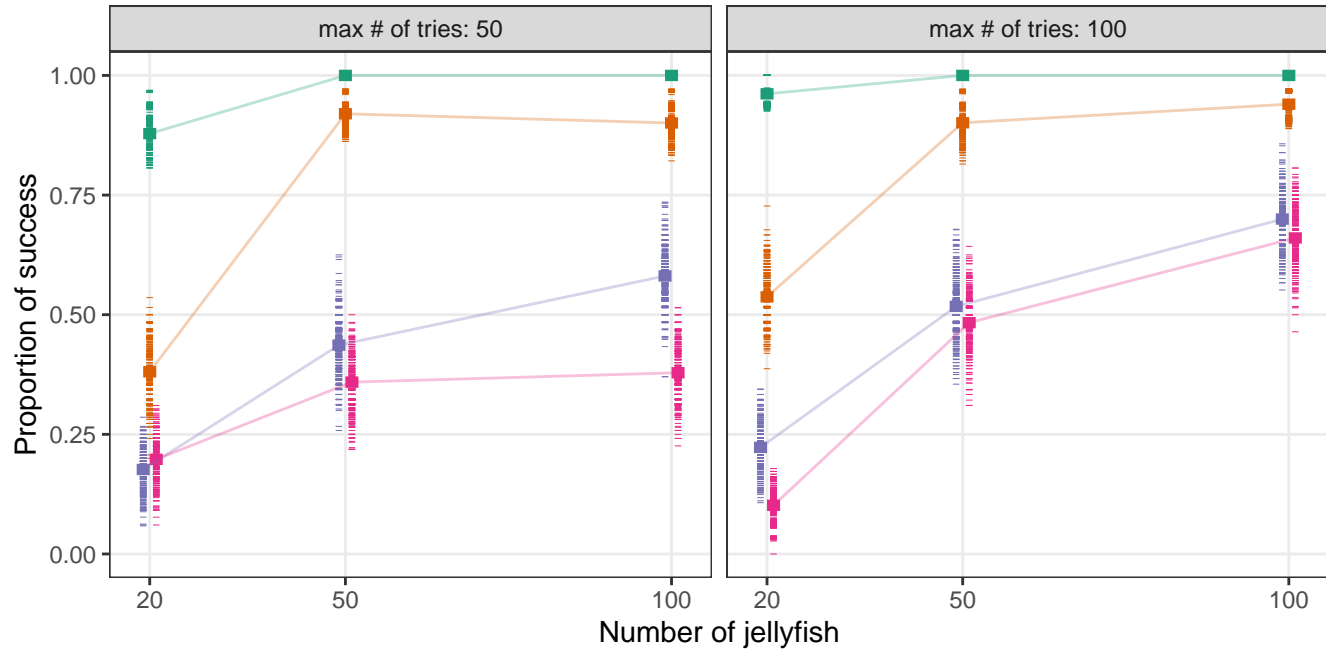 max # of tries: 50
max # of tries: 100
Proportion of success
1.00
0.75
0.50
0.25
0.00
20
50
100
20
50
100
Number of jellyfish